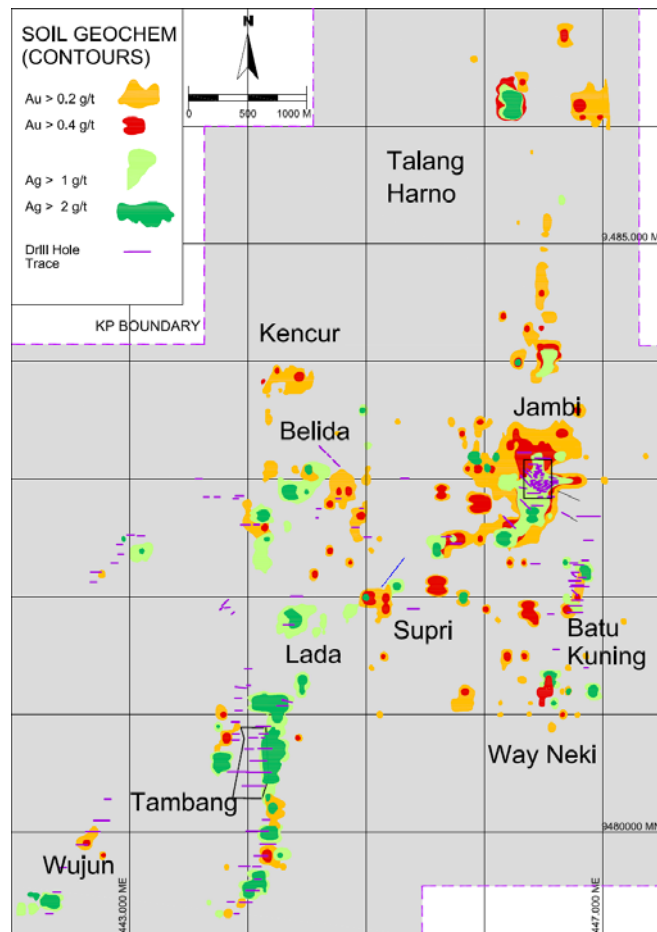 SOIL GEOCHEM
(CONTOURS)
N
Au > 0.2 g/t
Au > 0.4 g/t
Ag > 1 g/t
Ag > 2 g/t
Drill Hole
Trace
0
500
1000 M
KP BOUNDARY
Talang
Harno
9.485.000 MM
Kencur
Jambi
Belida
Supri
Batu
Kuning
Lada
Way Neki
Tambang
9480000 MM
Wujun
443.000 ME
447.000 ME